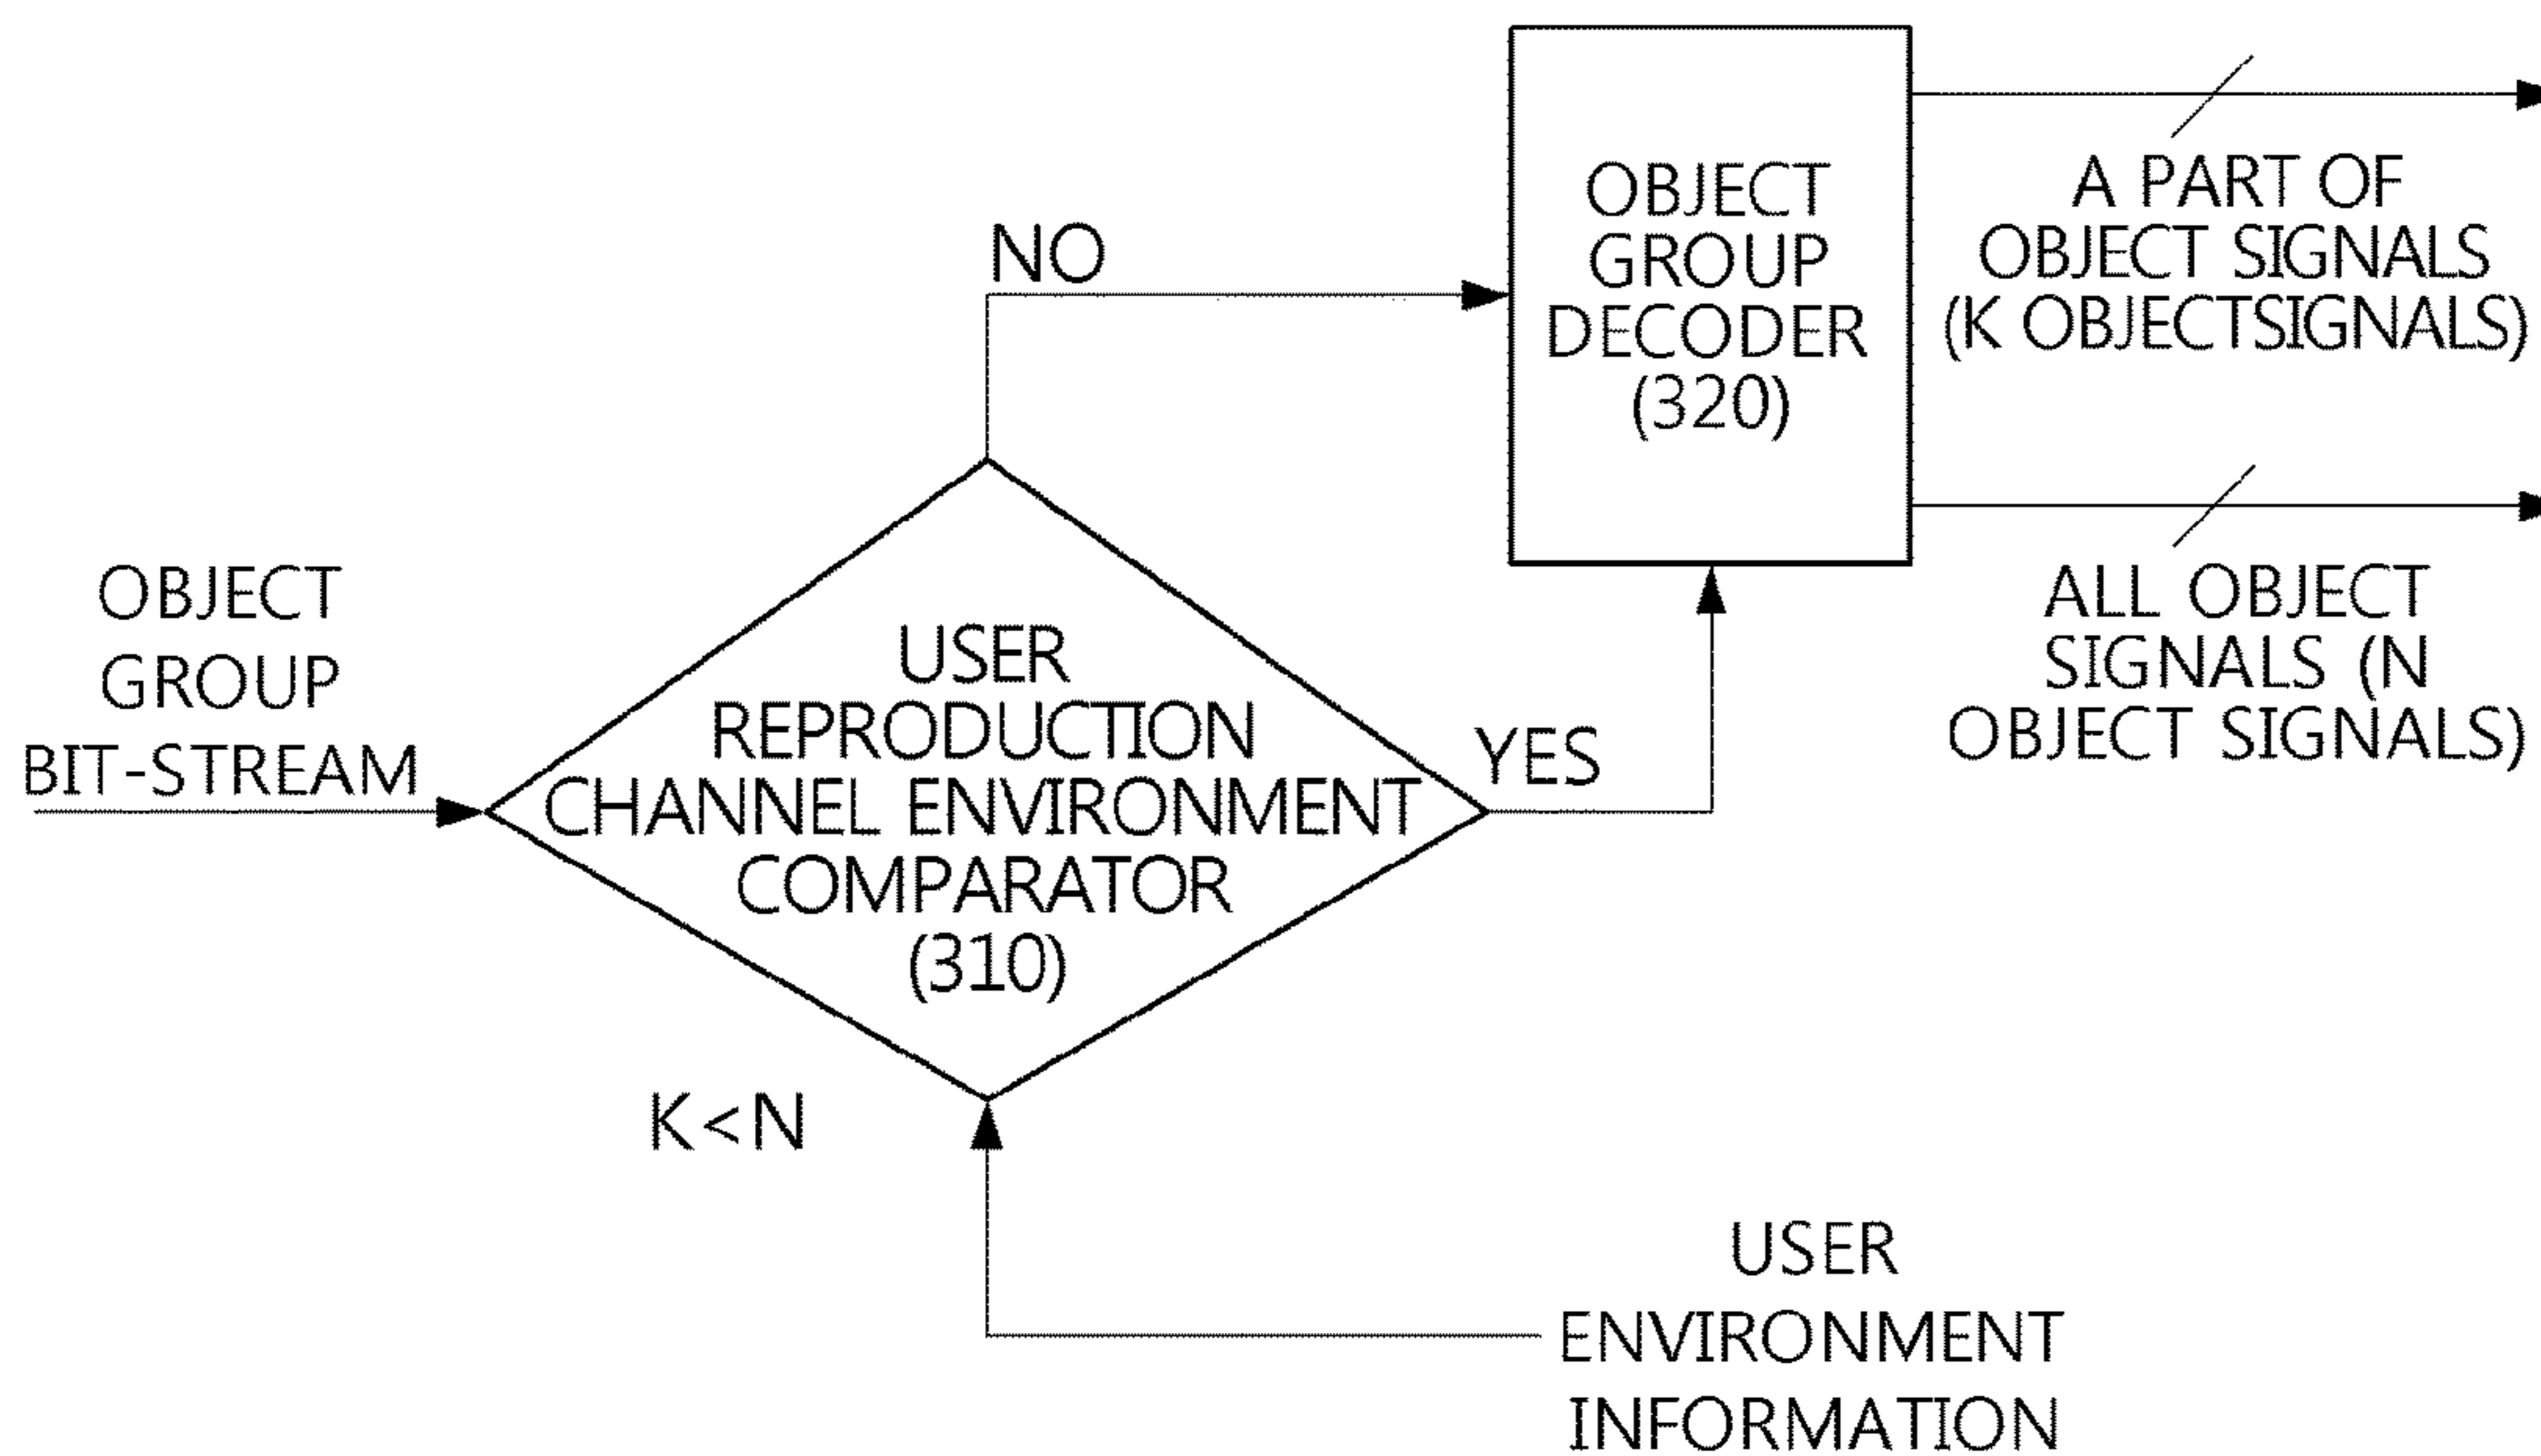 OBJECT
GROUP
DECODER
(320)
A PART OF
OBJECT SIGNALS
(K OBJECTSIGNALS)
NO
OBJECT
GROUP
BIT-STREAM
USER
REPRODUCTION
CHANNEL ENVIRONMENT
COMPARATOR
(310)
YES
ALL OBJECT
SIGNALS (N
OBJECT SIGNALS)
K<N
USER
ENVIRONMENT
INFORMATION